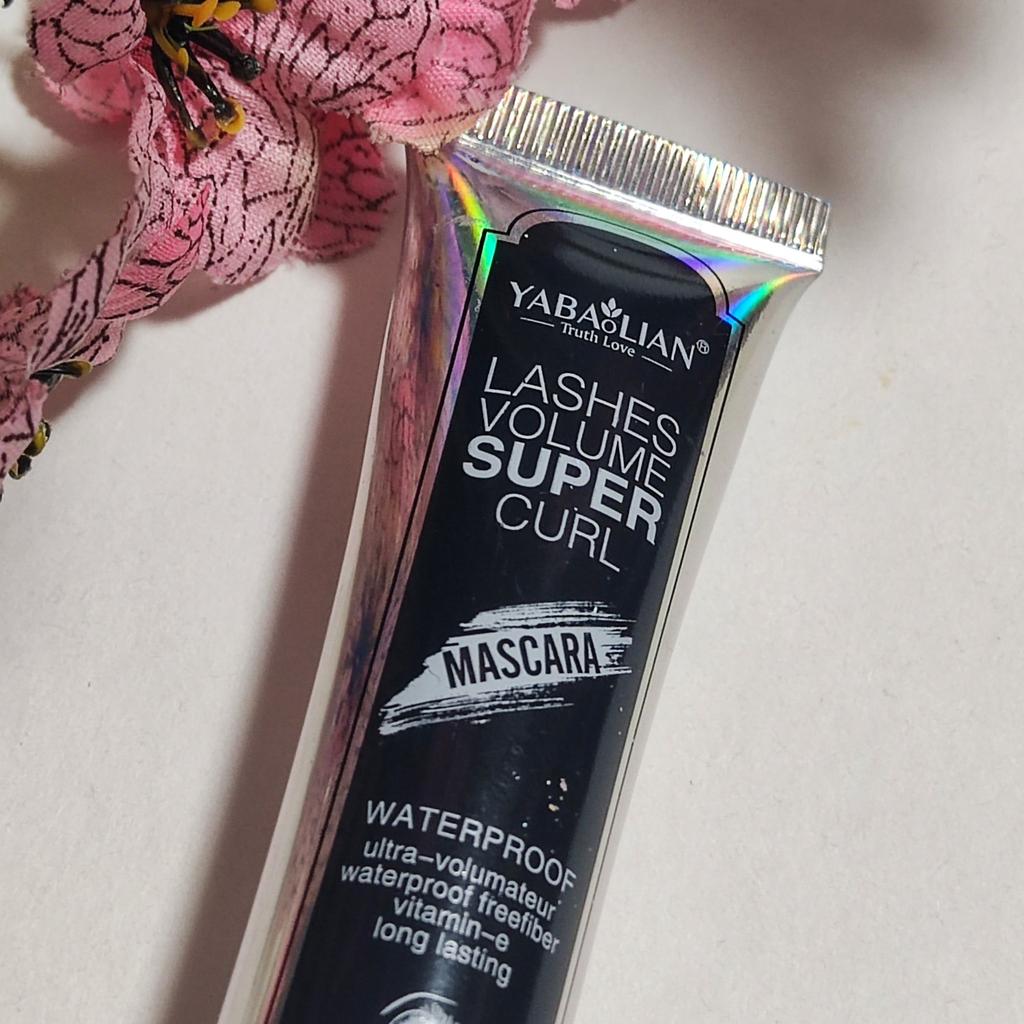 YABAOLIAN®
Truth Love
LASHES
VOLUME
SUPER
CURL
MASCARA
WATERPROOF
ultra-volumateur
waterproof freefiber
vitamin-e
long lasting